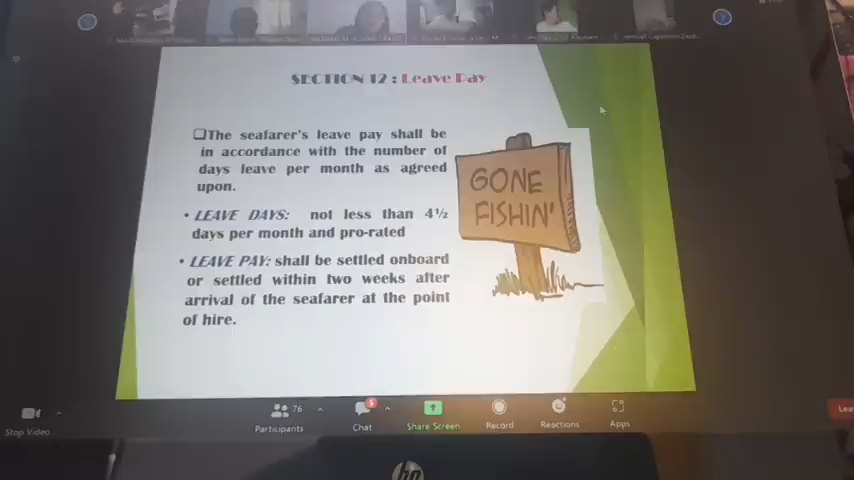 SECTION 12 : Leave Pay
❑The seafarer's leave pay shall be
in accordance with the number of
days leave per month as agreed
upon.
• LEAVE DAYS: not less than 4½
days per month and pro-rated
• LEAVE PAY: shall be settled onboard
or settled within two weeks after
arrival of the seafarer at the point
of hire.
GONE
FISHIN'
Stop Video
76
Participants
5
Chat
Share Screen
Record
Reactions
Apps
hp